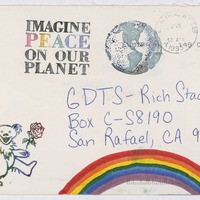 IMAGINE
PEACE
ON OUR
PLANET
GDTS - Rich Stac
Box C-S8190
San Rafael, CA 9